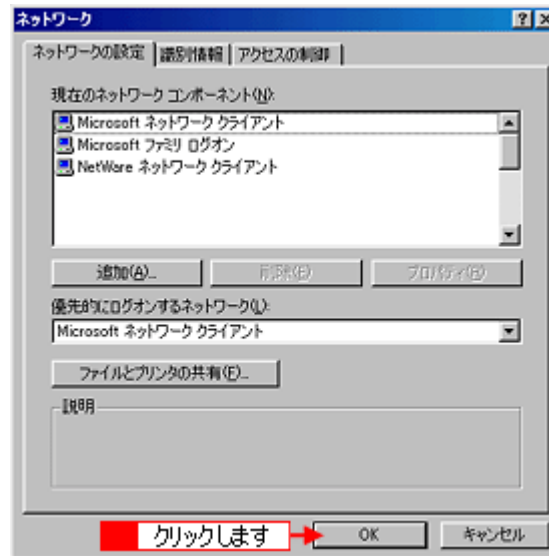 ネットワーク
ネットワークの設定 識別情報 アクセスの制御
現在のネットワーク コンポーネント(N):
Microsoft ネットワーク クライアント
Microsoft ファミリ ログオン
NetWare ネットワーク クライアント
追加(A)... 削除(E) プロパティ(R)
優先的にログオンするネットワーク(L):
Microsoft ネットワーク クライアント
ファイルとプリンタの共有(F)...
説明
クリックします OK キャンセル